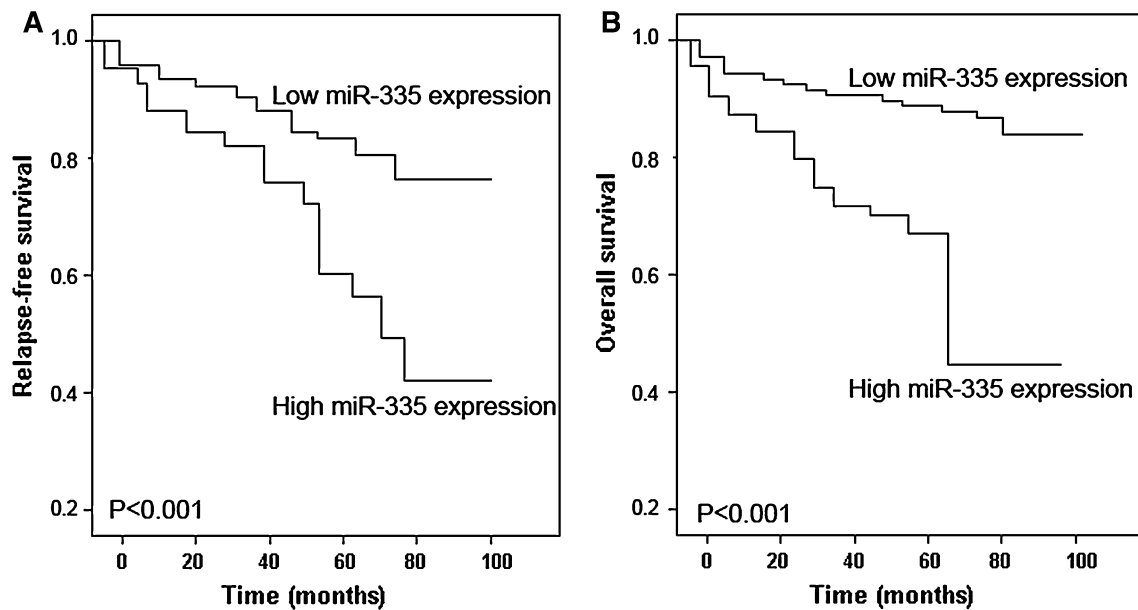 A
Relapse-free survival
1.0
0.8
0.6
0.4
0.2
Low miR-335 expression
High miR-335 expression
P<0.001
0 20 40 60 80 100
Time (months)
B
Overall survival
1.0
0.8
0.6
0.4
0.2
Low miR-335 expression
High miR-335 expression
P<0.001
0 20 40 60 80 100
Time (months)